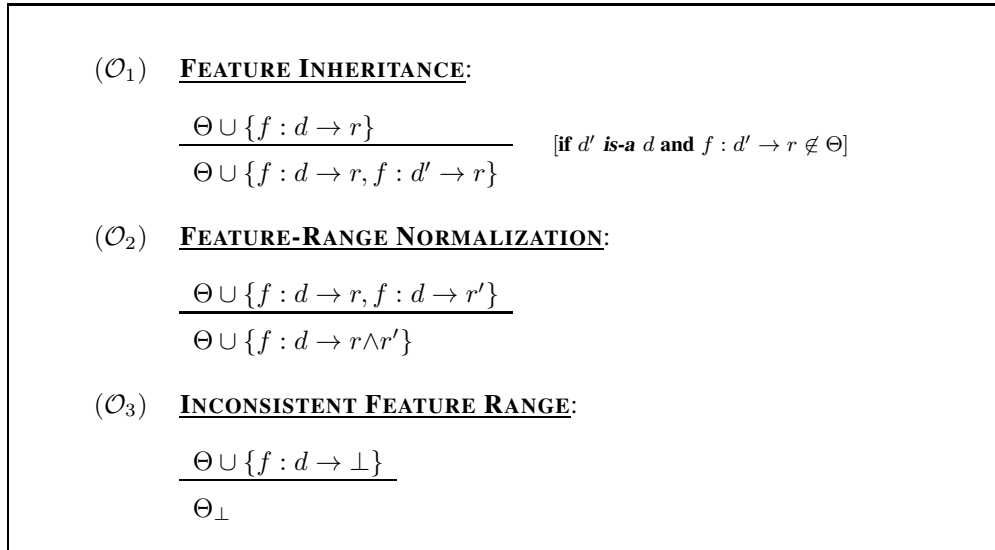 (𝒪₁) FEATURE INHERITANCE:
Θ ∪ {f : d → r}
[if d′ is-a d and f : d′ → r ∉ Θ]
Θ ∪ {f : d → r, f : d′ → r}
(𝒪₂) FEATURE-RANGE NORMALIZATION:
Θ ∪ {f : d → r, f : d → r′}
Θ ∪ {f : d → r∧r′}
(𝒪₃) INCONSISTENT FEATURE RANGE:
Θ ∪ {f : d → ⊥}
Θ⊥